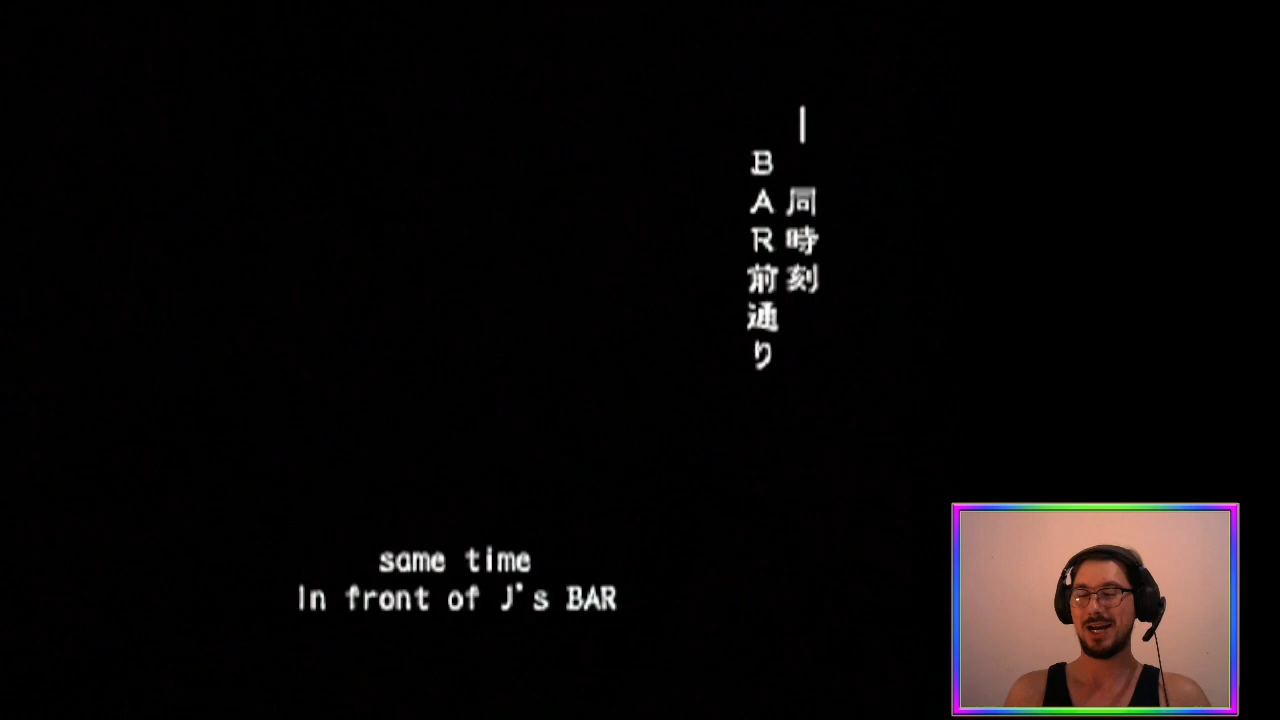 ― 同時刻
BAR前通り
same time
In front of J's BAR